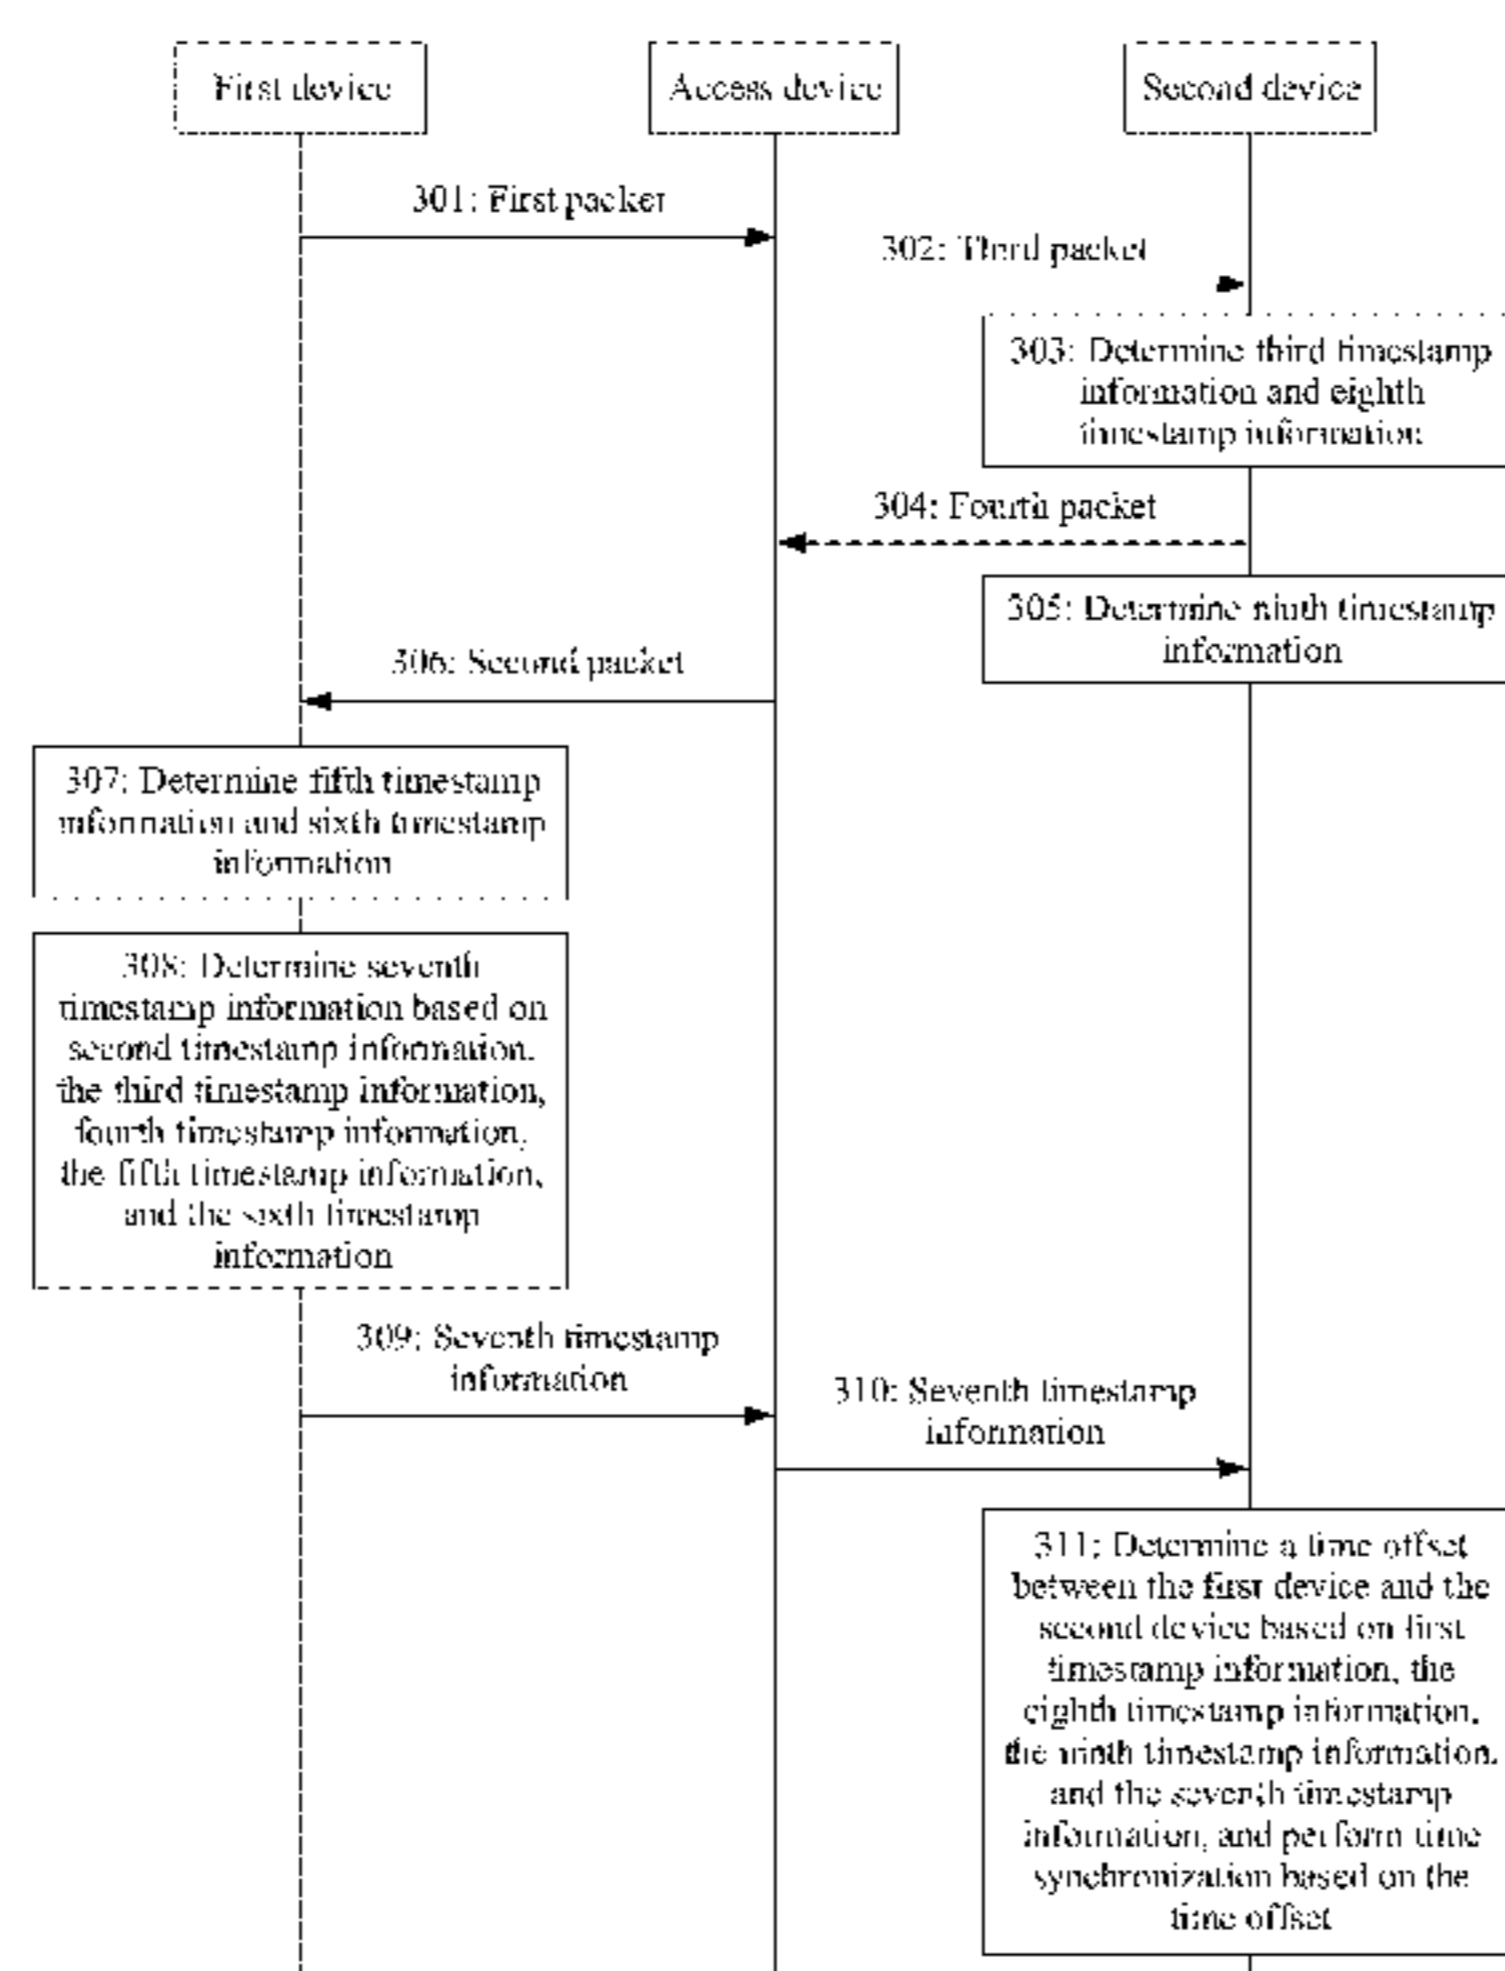 First device
Access device
Second device
301: First packet
302: Third packet
303: Determine third timestamp
information and eighth
timestamp information
304: Fourth packet
305: Determine ninth timestamp
information
306: Second packet
307: Determine fifth timestamp
information and sixth timestamp
information
308: Determine seventh
timestamp information based on
second timestamp information,
the third timestamp information,
fourth timestamp information,
the fifth timestamp information,
and the sixth timestamp
information
309: Seventh timestamp
information
310: Seventh timestamp
information
311: Determine a time offset
between the first device and the
second device based on first
timestamp information, the
eighth timestamp information,
the ninth timestamp information,
and the seventh timestamp
information, and perform time
synchronization based on the
time offset